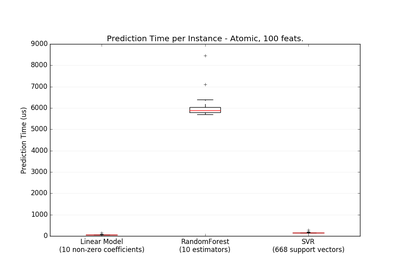 Prediction Time per Instance - Atomic, 100 feats.
9000
8000
7000
6000
5000
4000
3000
2000
1000
0
Prediction Time (us)
Linear Model
(10 non-zero coefficients)
RandomForest
(10 estimators)
SVR
(668 support vectors)